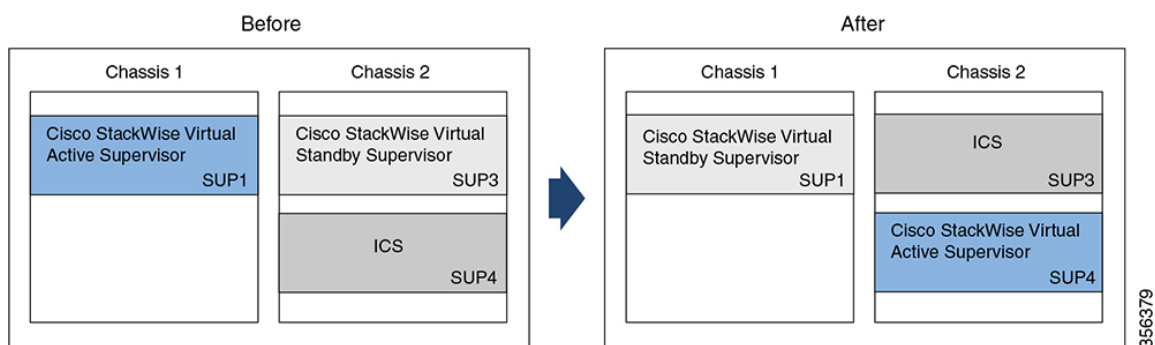 Before
After
Chassis 1
Chassis 2
Chassis 1
Chassis 2
Cisco StackWise Virtual
Active Supervisor
SUP1
Cisco StackWise Virtual
Standby Supervisor
SUP3
ICS
SUP4
Cisco StackWise Virtual
Standby Supervisor
SUP1
ICS
SUP3
Cisco StackWise Virtual
Active Supervisor
SUP4
356379